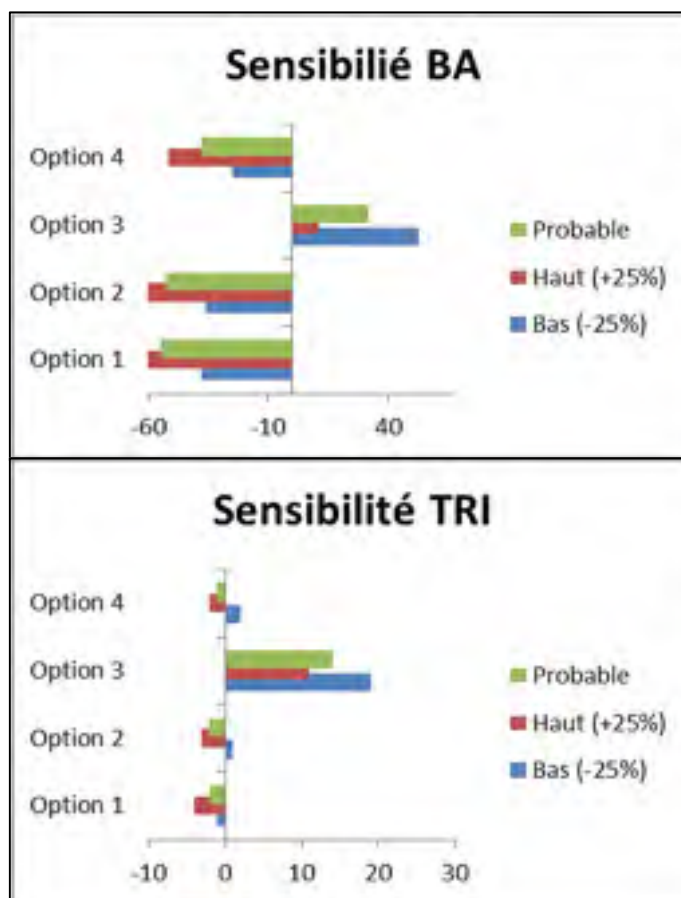 Sensibilié BA
Option 4
Option 3
Option 2
Option 1
Probable
Haut (+25%)
Bas (-25%)
-60 -10 40
Sensibilité TRI
Option 4
Option 3
Option 2
Option 1
Probable
Haut (+25%)
Bas (-25%)
-10 0 10 20 30